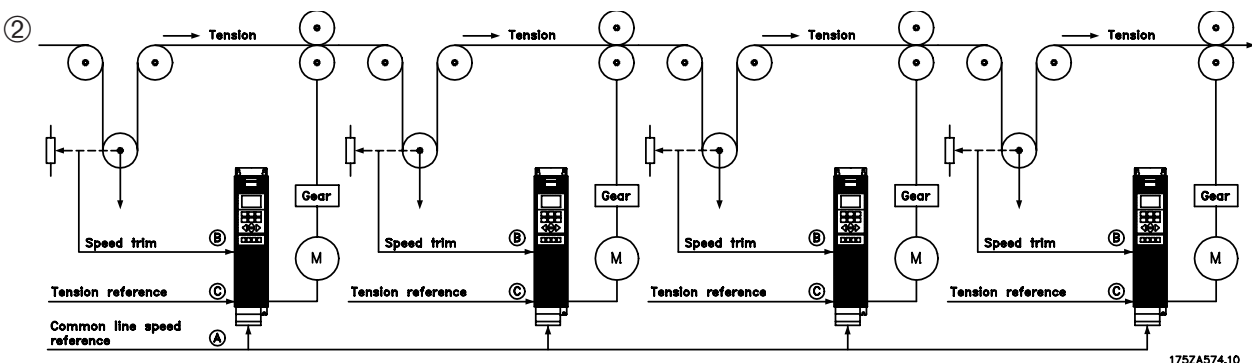 ②
Tension Tension Tension Tension
Gear Gear Gear Gear
Speed trim Ⓑ Speed trim Ⓑ Speed trim Ⓑ Speed trim Ⓑ
M M M M
Tension reference Ⓒ Tension reference Ⓒ Tension reference Ⓒ Tension reference Ⓒ
Common line speed
reference Ⓐ
175ZA574.10